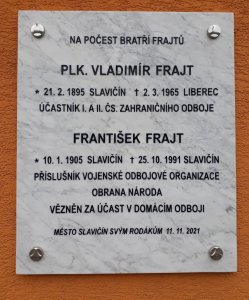 NA POČEST BRATŘÍ FRAJTŮ
PLK. VLADIMÍR FRAJT
* 21. 2. 1895 SLAVIČÍN † 2. 3. 1965 LIBEREC
ÚČASTNÍK I. A II. ČS. ZAHRANIČNÍHO ODBOJE
FRANTIŠEK FRAJT
* 10. 1. 1905 SLAVIČÍN † 25. 10. 1991 SLAVIČÍN
PŘÍSLUŠNÍK VOJENSKÉ ODBOJOVÉ ORGANIZACE
OBRANA NÁRODA
VĚZNĚN ZA ÚČAST V DOMÁCÍM ODBOJI
MĚSTO SLAVIČÍN SVÝM RODÁKŮM 11. 11. 2021